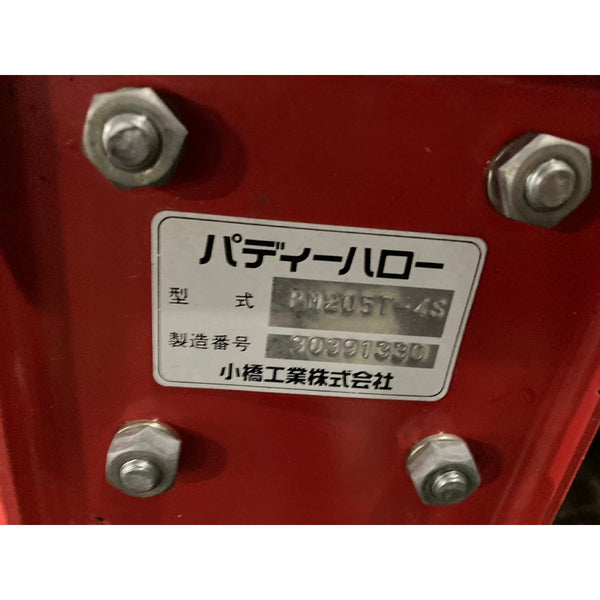 パディーハロー
型 式 PM205T-4S
製造番号 30391330
小橋工業株式会社